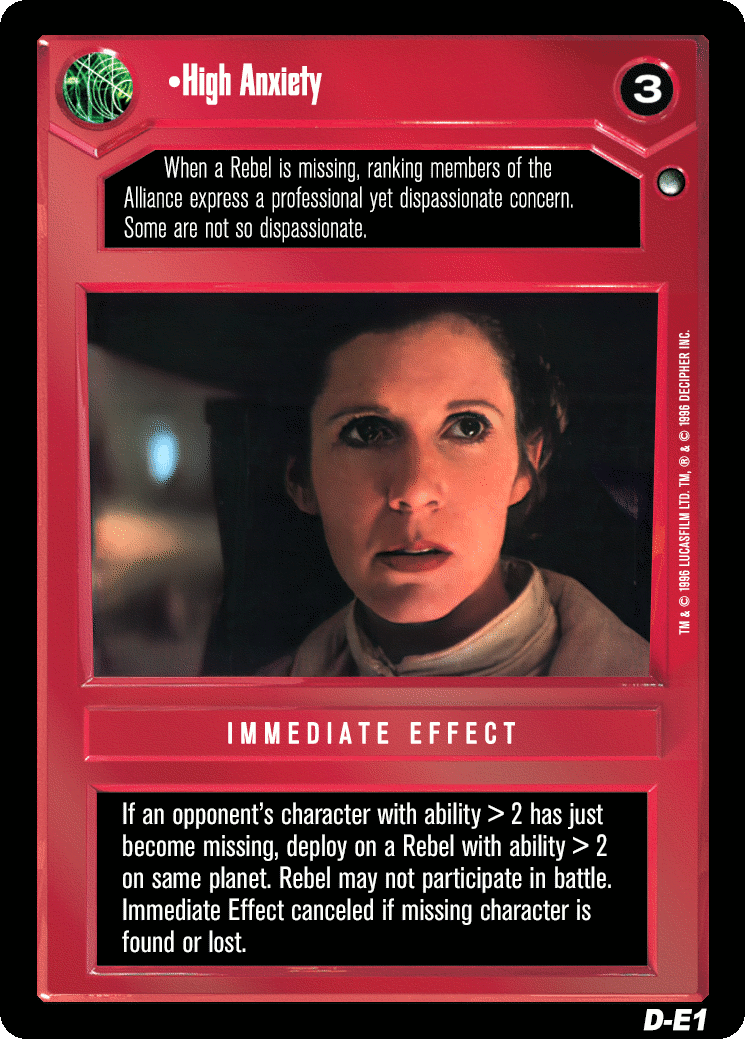 •High Anxiety
3
When a Rebel is missing, ranking members of the
Alliance express a professional yet dispassionate concern.
Some are not so dispassionate.
TM & © 1996 LUCASFILM LTD. TM, ® & © 1996 DECIPHER INC.
IMMEDIATE EFFECT
If an opponent's character with ability > 2 has just
become missing, deploy on a Rebel with ability > 2
on same planet. Rebel may not participate in battle.
Immediate Effect canceled if missing character is
found or lost.
D-E1